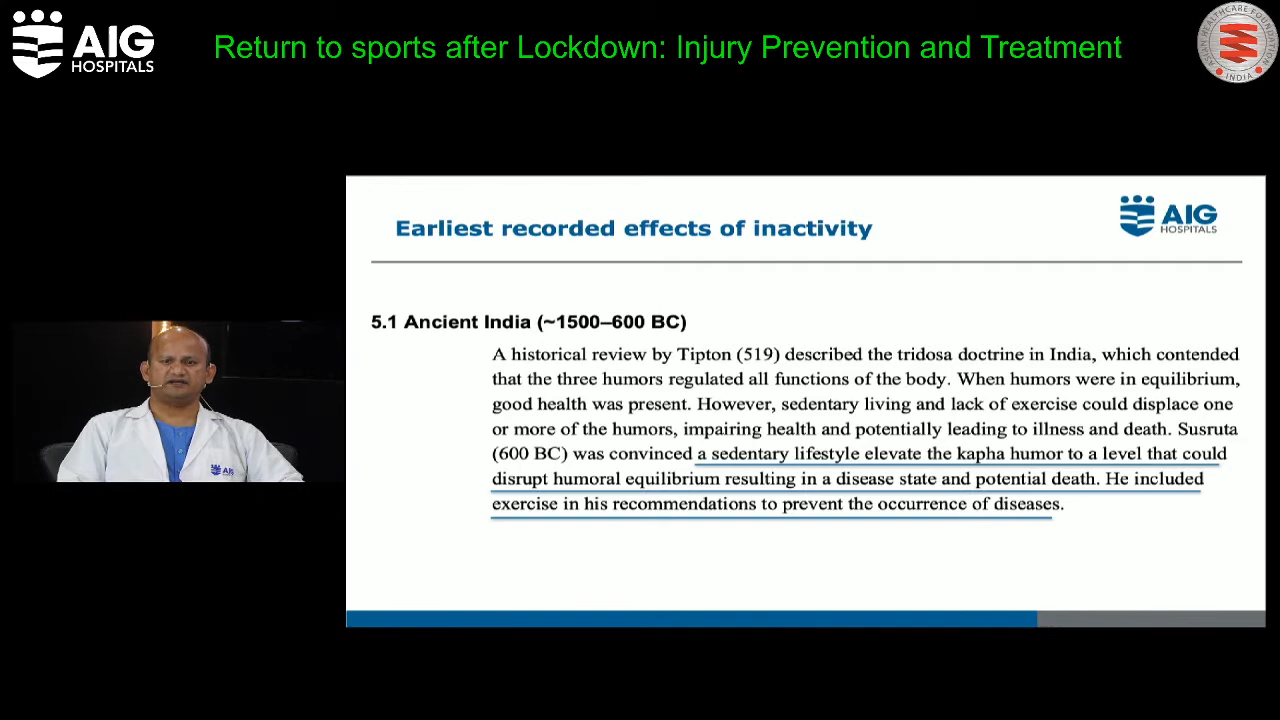 AIG
HOSPITALS
Return to sports after Lockdown: Injury Prevention and Treatment
ASIAN HEALTHCARE FOUNDATION
INDIA
Earliest recorded effects of inactivity
AIG
HOSPITALS
5.1 Ancient India (~1500–600 BC)
A historical review by Tipton (519) described the tridosa doctrine in India, which contended
that the three humors regulated all functions of the body. When humors were in equilibrium,
good health was present. However, sedentary living and lack of exercise could displace one
or more of the humors, impairing health and potentially leading to illness and death. Susruta
(600 BC) was convinced a sedentary lifestyle elevate the kapha humor to a level that could
disrupt humoral equilibrium resulting in a disease state and potential death. He included
exercise in his recommendations to prevent the occurrence of diseases.
AIG